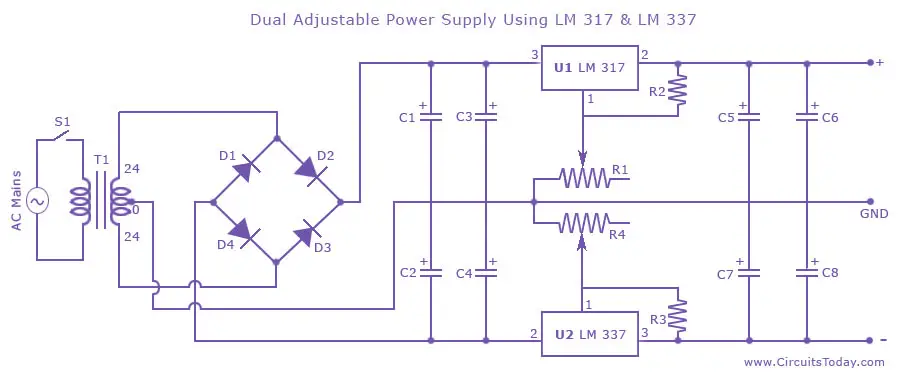 Dual Adjustable Power Supply Using LM 317 & LM 337
S1
AC Mains
T1
24
0
24
D1
D2
D4
D3
+
C1
+
C3
+
C2
+
C4
3
U1 LM 317
2
1
R2
R1
R4
1
2
U2 LM 337
3
R3
+
C5
+
C6
+
C7
+
C8
+
GND
-
www.CircuitsToday.com